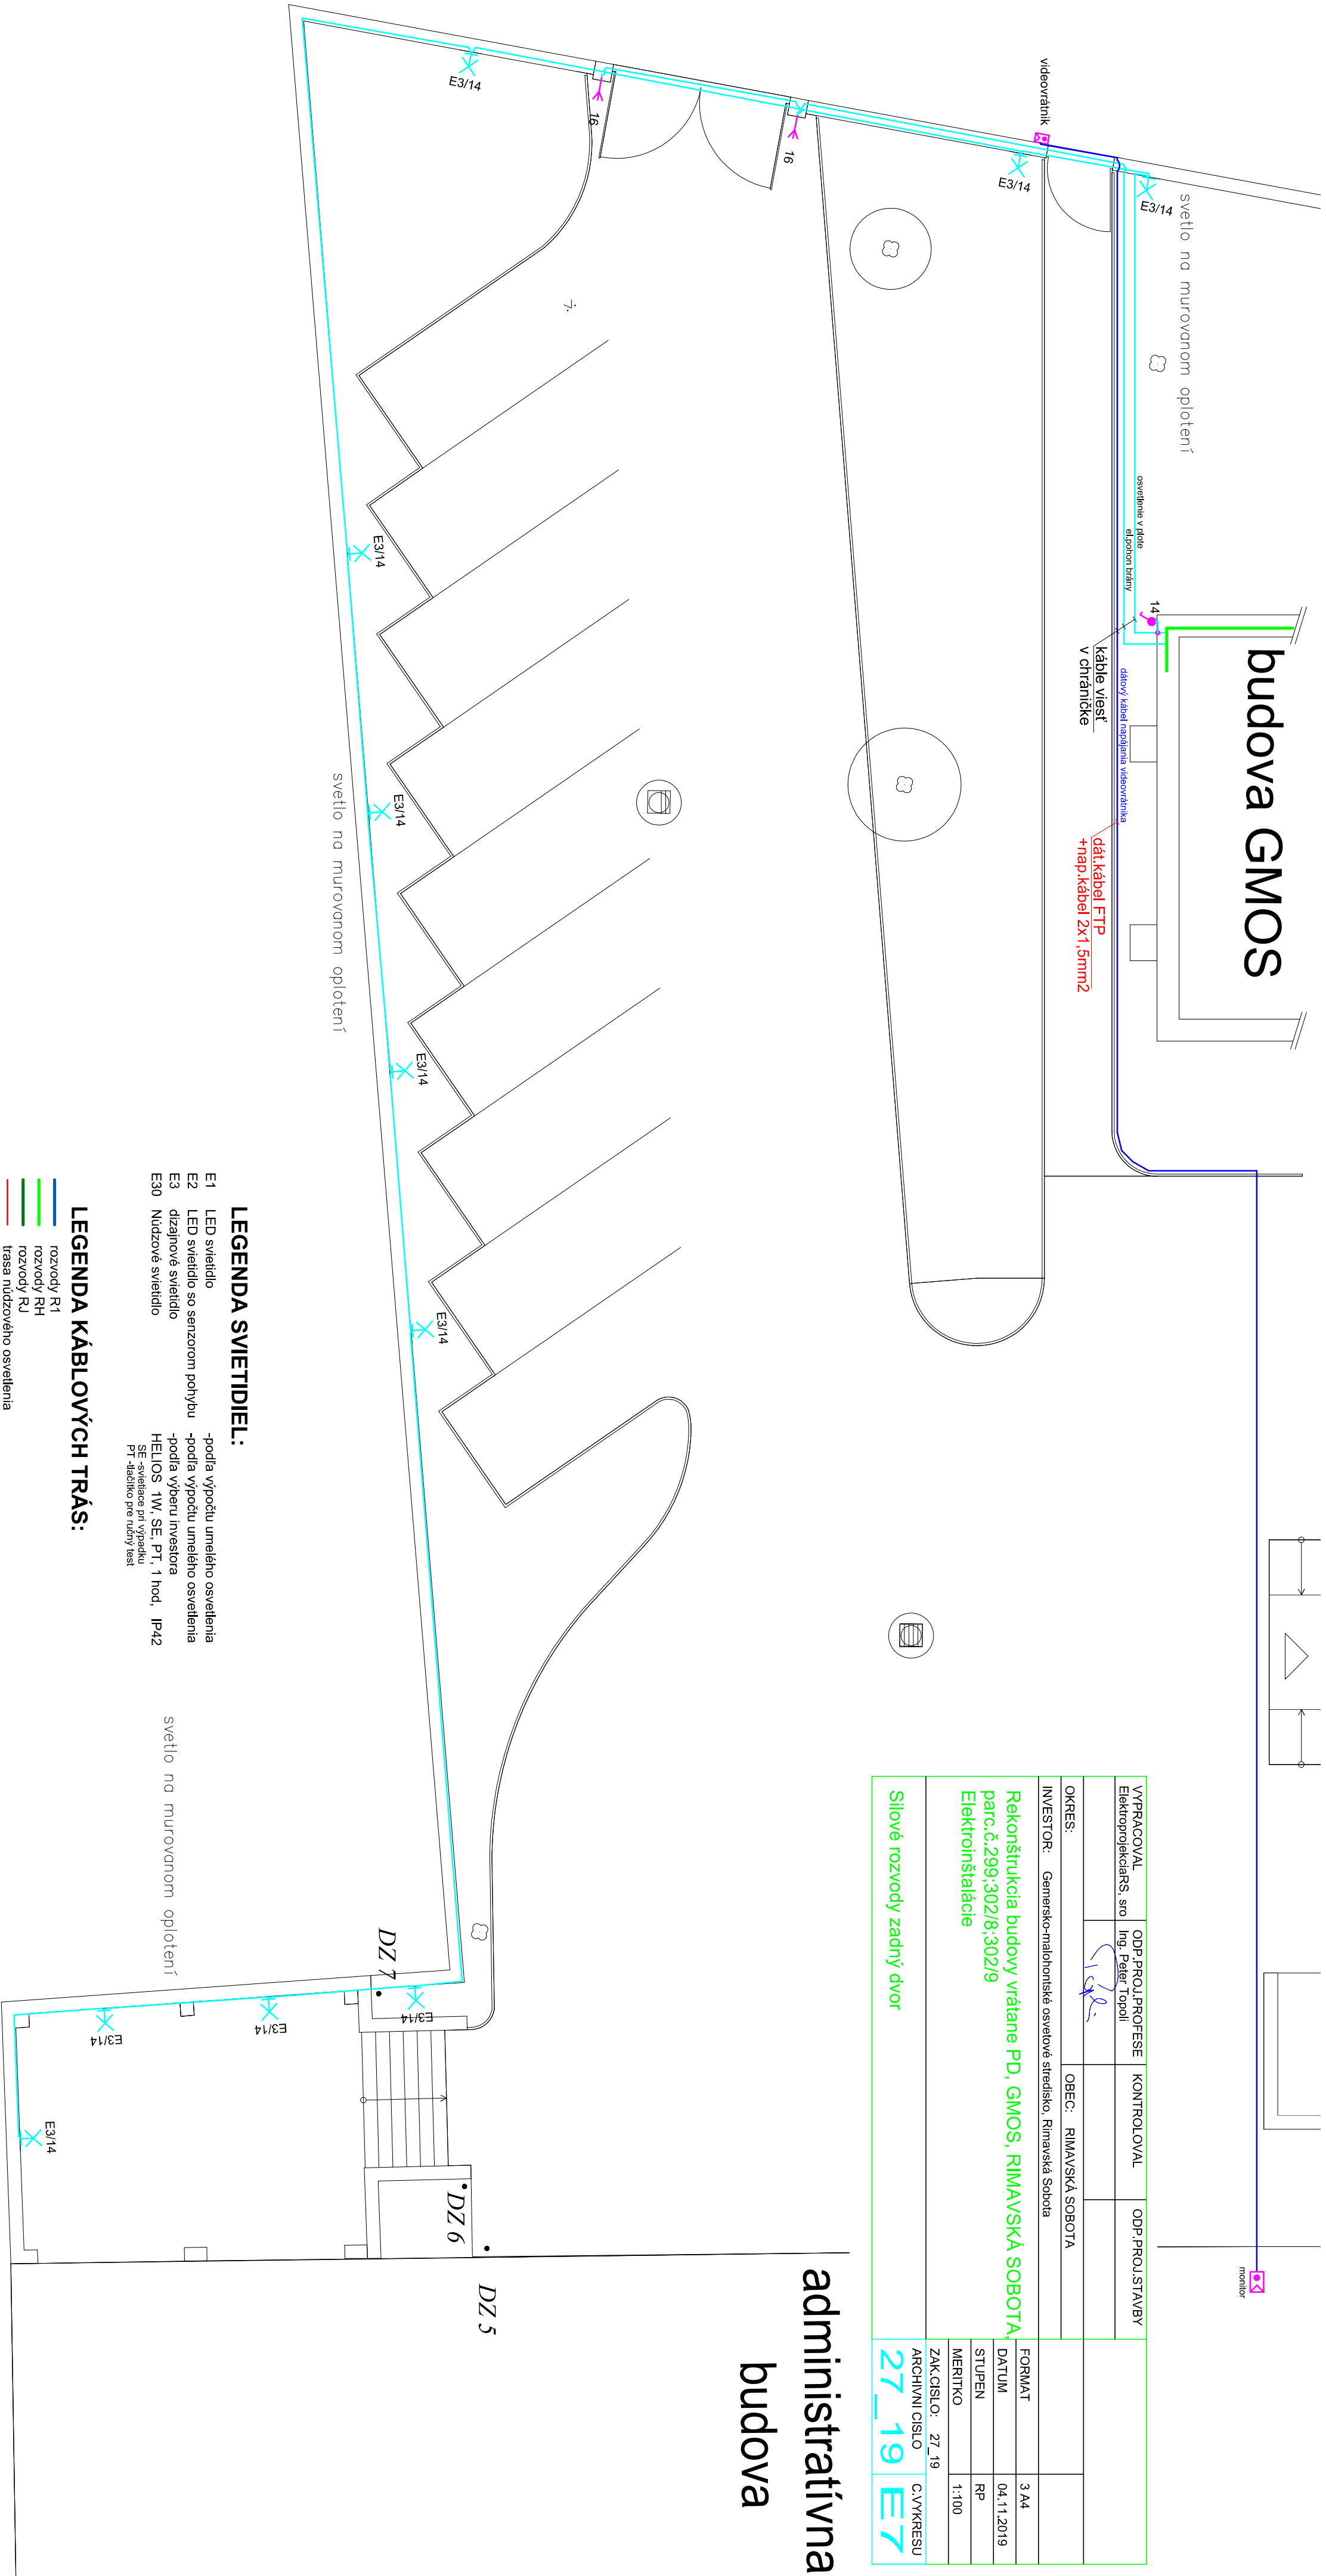 budova GMOS
administratívna
budova
videovrátnik
monitor
svetlo na murovanom oplotení
svetlo na murovanom oplotení
svetlo na murovanom oplotení
osvetlenie v plote
el.pohon brány
14
káble viesť
v chráničke
dátový kábel napájania videovrátnika
dát.kábel FTP
+nap.kábel 2x1,5mm2
E3/14
E3/14
E3/14
16
16
E3/14
E3/14
E3/14
E3/14
E3/14
E3/14
E3/14
E3/14
DZ 7
DZ 6
DZ 5
VYPRACOVAL
ElektroprojekciaRS, sro
ODP.PROJ.PROFESE
Ing. Peter Topoli
KONTROLOVAL
ODP.PROJ.STAVBY
OKRES:
OBEC: RIMAVSKÁ SOBOTA
INVESTOR: Gemersko-malohontské osvetové stredisko, Rimavská Sobota
Rekonštrukcia budovy vrátane PD, GMOS, RIMAVSKÁ SOBOTA,
parc.č.299;302/8;302/9
Elektroinštalácie
Silové rozvody zadný dvor
FORMAT 3 A4
DATUM 04.11.2019
STUPEN RP
MERITKO 1:100
ZAK.CISLO: 27_19
ARCHIVNI CISLO C.VYKRESU
27_19 E7
LEGENDA SVIETIDIEL:
E1 LED svietidlo -podľa výpočtu umelého osvetlenia
E2 LED svietidlo so senzorom pohybu -podľa výpočtu umelého osvetlenia
E3 dizajnové svietidlo -podľa výberu investora
E30 Núdzové svietidlo HELIOS 1W, SE, PT, 1 hod, IP42
SE -svietiace pri výpadku
PT -tlačítko pre ručný test
LEGENDA KÁBLOVÝCH TRÁS:
rozvody R1
rozvody RH
rozvody RJ
trasa núdzového osvetlenia